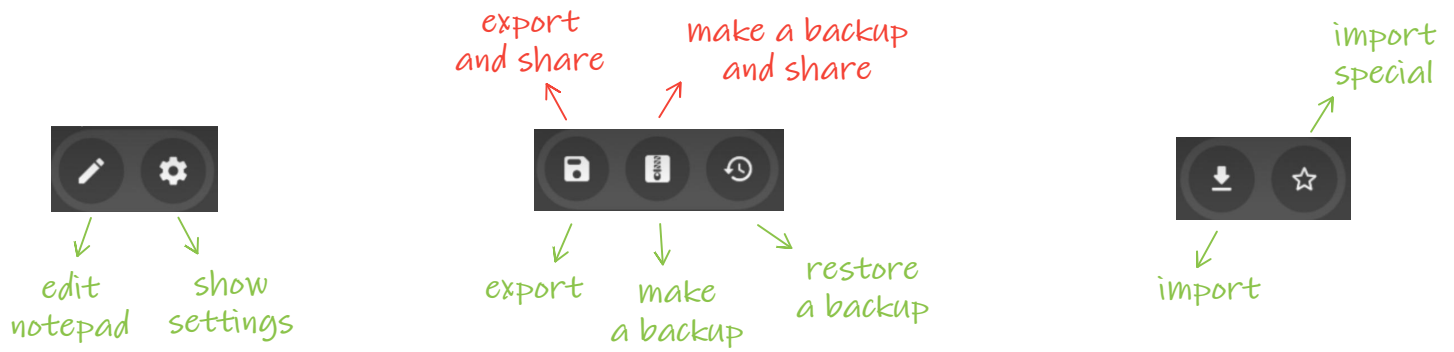 export
and share
make a backup
and share
import
special
edit
notepad
show
settings
export
make
a backup
restore
a backup
import